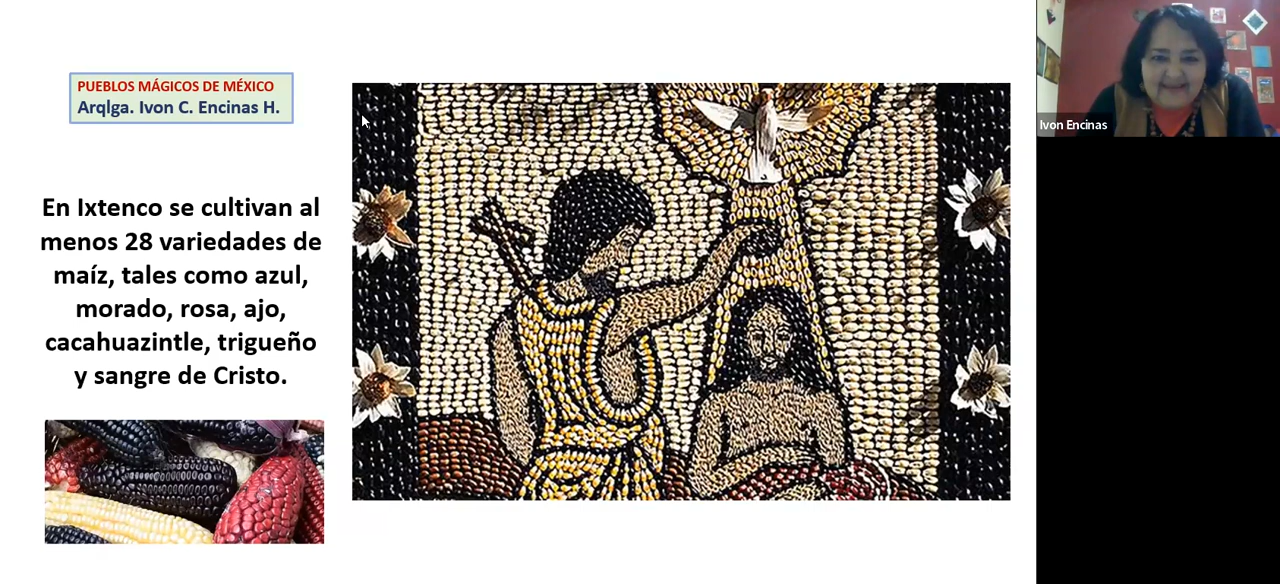 PUEBLOS MÁGICOS DE MÉXICO
Arqlga. Ivon C. Encinas H.
En Ixtenco se cultivan al
menos 28 variedades de
maíz, tales como azul,
morado, rosa, ajo,
cacahuazintle, trigueño
y sangre de Cristo.
Ivon Encinas